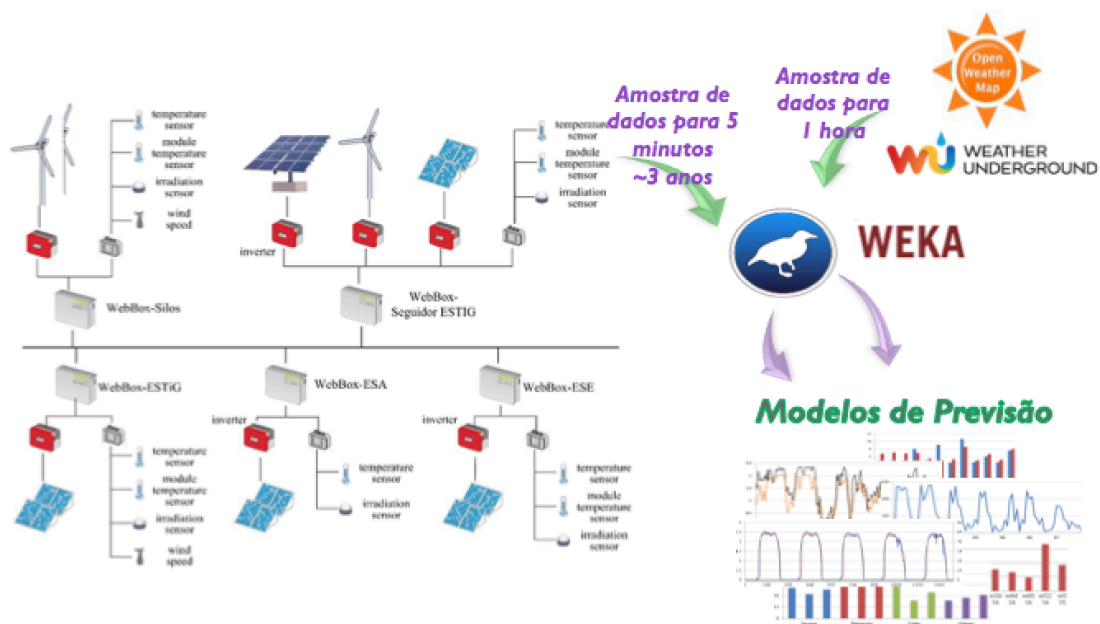 temperature
sensor
module
temperature
sensor
irradiation
sensor
wind
speed
WebBox-Silos
inverter
temperature
sensor
module
temperature
sensor
irradiation
sensor
WebBox-
Seguidor ESTIG
WebBox-ESTiG
temperature
sensor
module
temperature
sensor
irradiation
sensor
wind
speed
WebBox-ESA
inverter
temperature
sensor
irradiation
sensor
WebBox-ESE
inverter
temperature
sensor
module
temperature
sensor
irradiation
sensor
Amostra de
dados para 5
minutos
~3 anos
Amostra de
dados para
1 hora
Open
Weather
Map
WU WEATHER
UNDERGROUND
WEKA
Modelos de Previsão